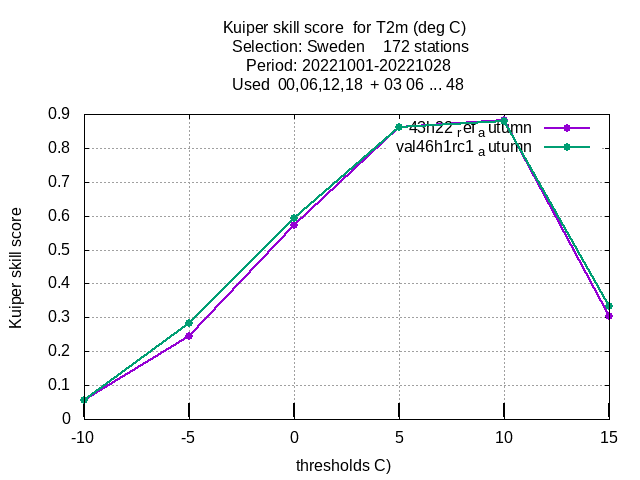 Kuiper skill score for T2m (deg C)
Selection: Sweden 172 stations
Period: 20221001-20221028
Used 00,06,12,18 + 03 06 ... 48
43h22 refa utumn
val46h1rc1 a utumn
0.9
0.8
0.7
0.6
0.5
0.4
0.3
0.2
0.1
0
Kuiper skill score
-10 -5 0 5 10 15
thresholds C)